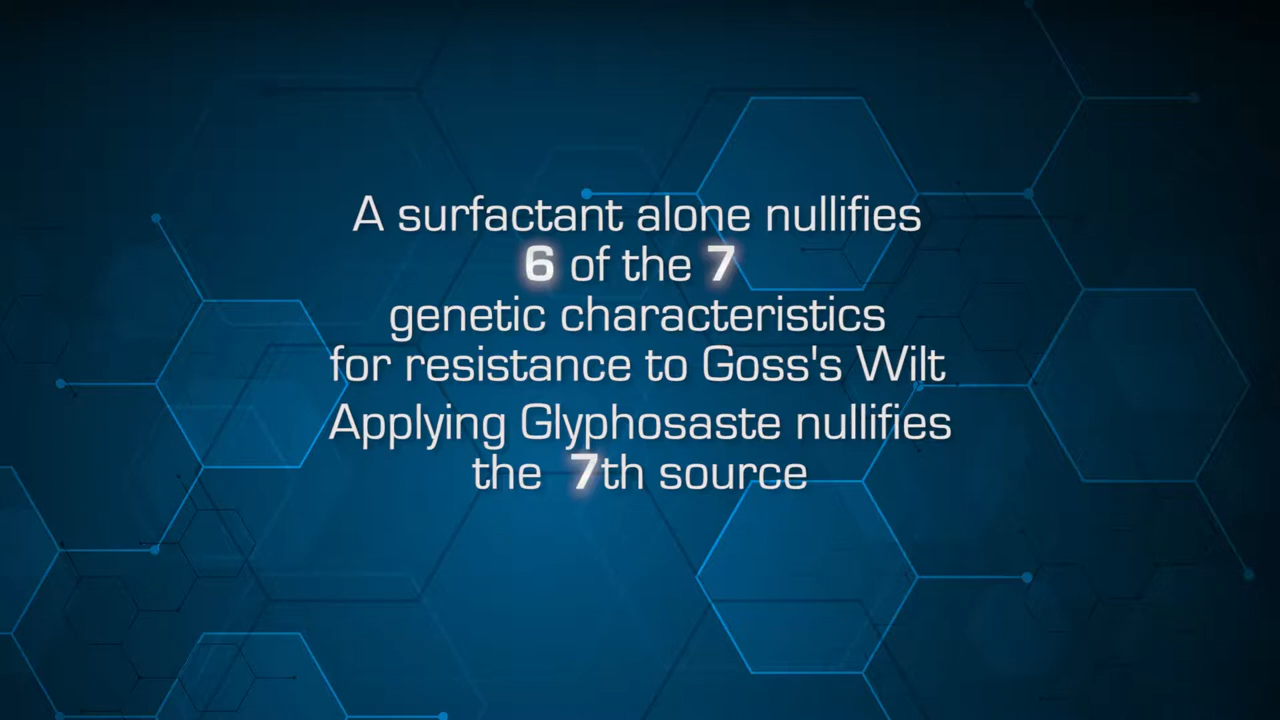 A surfactant alone nullifies
6 of the 7
genetic characteristics
for resistance to Goss's Wilt
Applying Glyphosaste nullifies
the 7th source